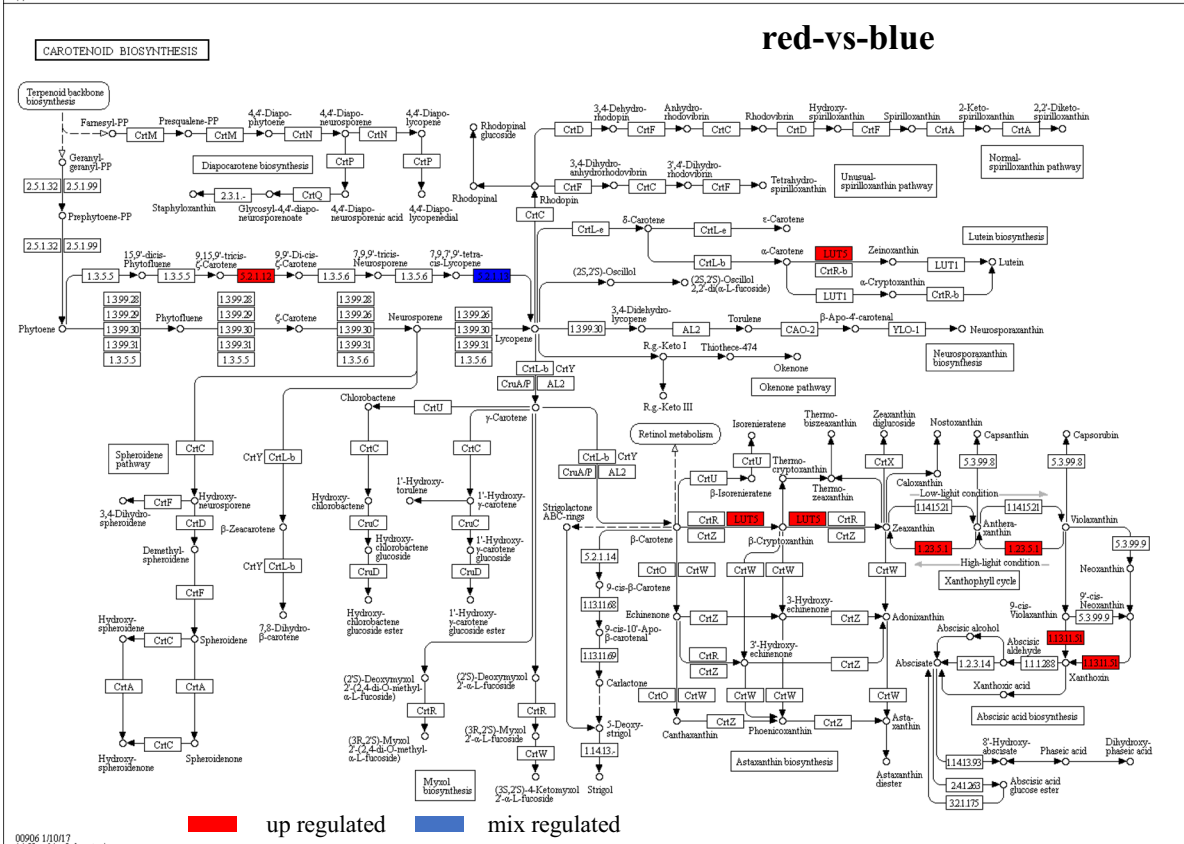 red-vs-blue
CAROTENOID BIOSYNTHESIS
Terpenoid backbone
biosynthesis
Farnesyl-PP
CrtM
Presqualene-PP
CrtM
4,4'-Diapo-
phytoene
CrtN
4,4'-Diapo-
neurosporene
CrtN
4,4'-Diapo-
lycopene
CrtP
CrtP
Diapocarotene biosynthesis
Geranyl-
geranyl-PP
2.5.1.32
2.5.1.99
Staphyloxanthin
2.3.1.-
Glycosyl-4,4'-diapo-
neurosporenoate
CrtQ
4,4'-Diapo-
neurosporenic acid
4,4'-Diapo-
lycopenedial
Prephytoene-PP
2.5.1.32
2.5.1.99
Rhodopinal
glucoside
3,4-Dehydro-
rhodopin
Anhydro-
rhodovibrin
Rhodovibrin
Hydroxy-
spirilloxanthin
Spirilloxanthin
2-Keto-
spirilloxanthin
2,2'-Diketo-
spirilloxanthin
CrtD
CrtF
CrtC
CrtD
CrtF
CrtA
CrtA
Normal-
spirilloxanthin pathway
Rhodopinal
Rhodopin
3,4-Dihydro-
anhydrorhodovibrin
3',4'-Dihydro-
rhodovibrin
CrtF
CrtC
CrtF
Tetrahydro-
spirilloxanthin
Unusual-
spirilloxanthin pathway
CrtC
δ-Carotene
ε-Carotene
CrtL-e
CrtL-e
CrtL-b
α-Carotene
LUT5
CrtR-b
Zeinoxanthin
LUT1
Lutein
LUT1
α-Cryptoxanthin
CrtR-b
Lutein biosynthesis
(2S,2'S)-Oscillol
(2S,2'S)-Oscillol
2,2'-di(α-L-fucoside)
15,9'-dicis-
Phytofluene
9,15,9'-tricis-
ζ-Carotene
9,9'-Di-cis-
ζ-Carotene
7,9,9'-tricis-
Neurosporene
7,9,7',9'-tetra-
cis-Lycopene
1.3.5.5
1.3.5.5
5.2.1.12
1.3.5.6
1.3.5.6
Phytoene
1.3.99.28
1.3.99.29
1.3.99.30
1.3.99.31
1.3.5.5
Phytofluene
1.3.99.28
1.3.99.29
1.3.99.30
1.3.99.31
1.3.5.5
ζ-Carotene
1.3.99.28
1.3.99.26
1.3.99.30
1.3.99.31
1.3.5.6
Neurosporene
1.3.99.26
1.3.99.30
1.3.99.31
1.3.5.6
Lycopene
1.3.99.30
3,4-Didehydro-
lycopene
AL2
Torulene
CAO-2
β-Apo-4'-carotenal
YLO-1
Neurosporaxanthin
Neurosporaxanthin
biosynthesis
R.g.-Keto I
Thiothece-474
Okenone
R.g.-Keto III
Okenone pathway
CrtL-b
CrtY
CruA/P
AL2
γ-Carotene
CrtU
Chlorobactene
Spheroidene
pathway
CrtC
CrtY
CrtL-b
CrtC
CrtC
CrtL-b
CrtY
CruA/P
AL2
CrtF
3,4-Dihydro-
spheroidene
Hydroxy-
neurosporene
CrtD
Demethyl-
spheroidene
CrtF
β-Zeacarotene
CrtY
CrtL-b
7,8-Dihydro-
β-carotene
Hydroxy-
chlorobactene
CruC
Hydroxy-
chlorobactene
glucoside
CruD
Hydroxy-
chlorobactene
glucoside ester
1'-Hydroxy-
torulene
1'-Hydroxy-
γ-carotene
CruC
1'-Hydroxy-
γ-carotene
glucoside
CruD
1'-Hydroxy-
γ-carotene
glucoside ester
Hydroxy-
spheroidene
CrtC
Spheroidene
CrtA
CrtA
CrtC
Hydroxy-
spheroidenone
Spheroidenone
(2'S)-Deoxymyxol
2'-(2,4-di-O-methyl-
α-L-fucoside)
CrtR
(3R,2'S)-Myxol
2'-(2,4-di-O-methyl-
α-L-fucoside)
(2'S)-Deoxymyxol
2'-α-L-fucoside
CrtR
(3R,2'S)-Myxol
2'-α-L-fucoside
CrtW
(3S,2'S)-4-Ketomyxol
2'-α-L-fucoside
Myxol
biosynthesis
Retinol metabolism
Strigolactone
ABC-rings
β-Carotene
5.2.1.14
9-cis-β-Carotene
1.13.11.68
9-cis-10'-Apo-
β-carotenal
1.13.11.69
Carlactone
5-Deoxy-
strigol
1.14.13.-
Strigol
Isorenieratene
CrtU
CrtU
β-Isorenieratene
Thermo-
cryptoxanthin
Thermo-
biszeaxanthin
Thermo-
zeaxanthin
Zeaxanthin
diglucoside
CrtX
Nostoxanthin
Caloxanthin
Capsanthin
5.3.99.8
Capsorubin
5.3.99.8
CrtR
LUT5
CrtZ
β-Cryptoxanthin
LUT5
CrtR
CrtZ
Zeaxanthin
Low-light condition
1.14.15.21
1.14.15.21
Anthera-
xanthin
Violaxanthin
1.23.5.1
1.23.5.1
High-light condition
Xanthophyll cycle
5.3.99.9
Neoxanthin
CrtO
CrtW
CrtW
CrtW
CrtW
Echinenone
CrtZ
3-Hydroxy-
echinenone
CrtZ
Adonixanthin
CrtR
CrtZ
3'-Hydroxy-
echinenone
CrtZ
CrtO
CrtW
CrtW
CrtW
CrtW
Canthaxanthin
CrtZ
Phoenicoxanthin
CrtZ
Asta-
xanthin
Astaxanthin
diester
Astaxanthin biosynthesis
9-cis-
Violaxanthin
5.3.99.9
9'-cis-
Neoxanthin
1.13.11.51
1.13.11.51
Xanthoxin
Abscisic alcohol
Abscisic
aldehyde
Abscisate
1.2.3.14
1.1.1.288
Xanthoxic acid
Abscisic acid biosynthesis
1.14.13.93
8'-Hydroxy-
abscisate
Phaseic acid
Dihydro-
phaseic acid
2.4.1.263
Abscisic acid
glucose ester
3.2.1.175
up regulated
mix regulated
00906 1/10/17